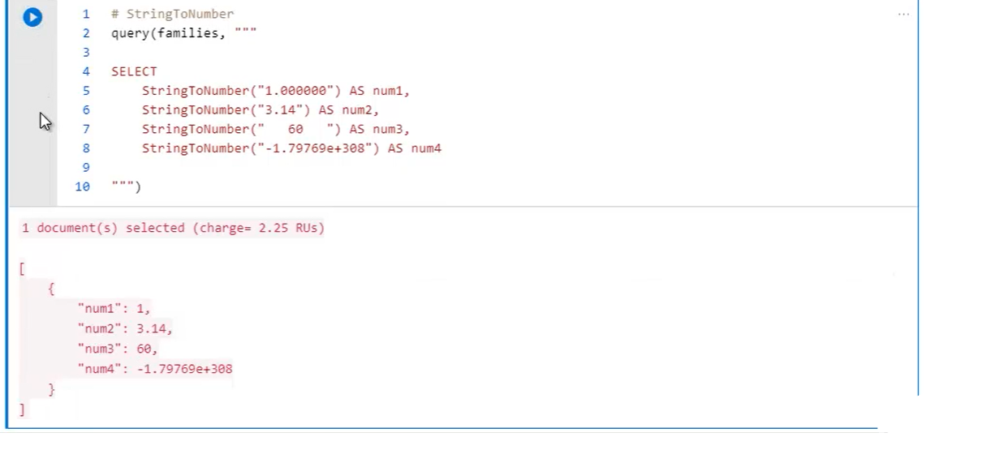 1 # StringToNumber ...
2 query(families, """
3
4 SELECT
5 StringToNumber("1.000000") AS num1,
6 StringToNumber("3.14") AS num2,
7 StringToNumber("   60   ") AS num3,
8 StringToNumber("-1.79769e+308") AS num4
9
10 """)
1 document(s) selected (charge= 2.25 RUs)
[
{
"num1": 1,
"num2": 3.14,
"num3": 60,
"num4": -1.79769e+308
}
]